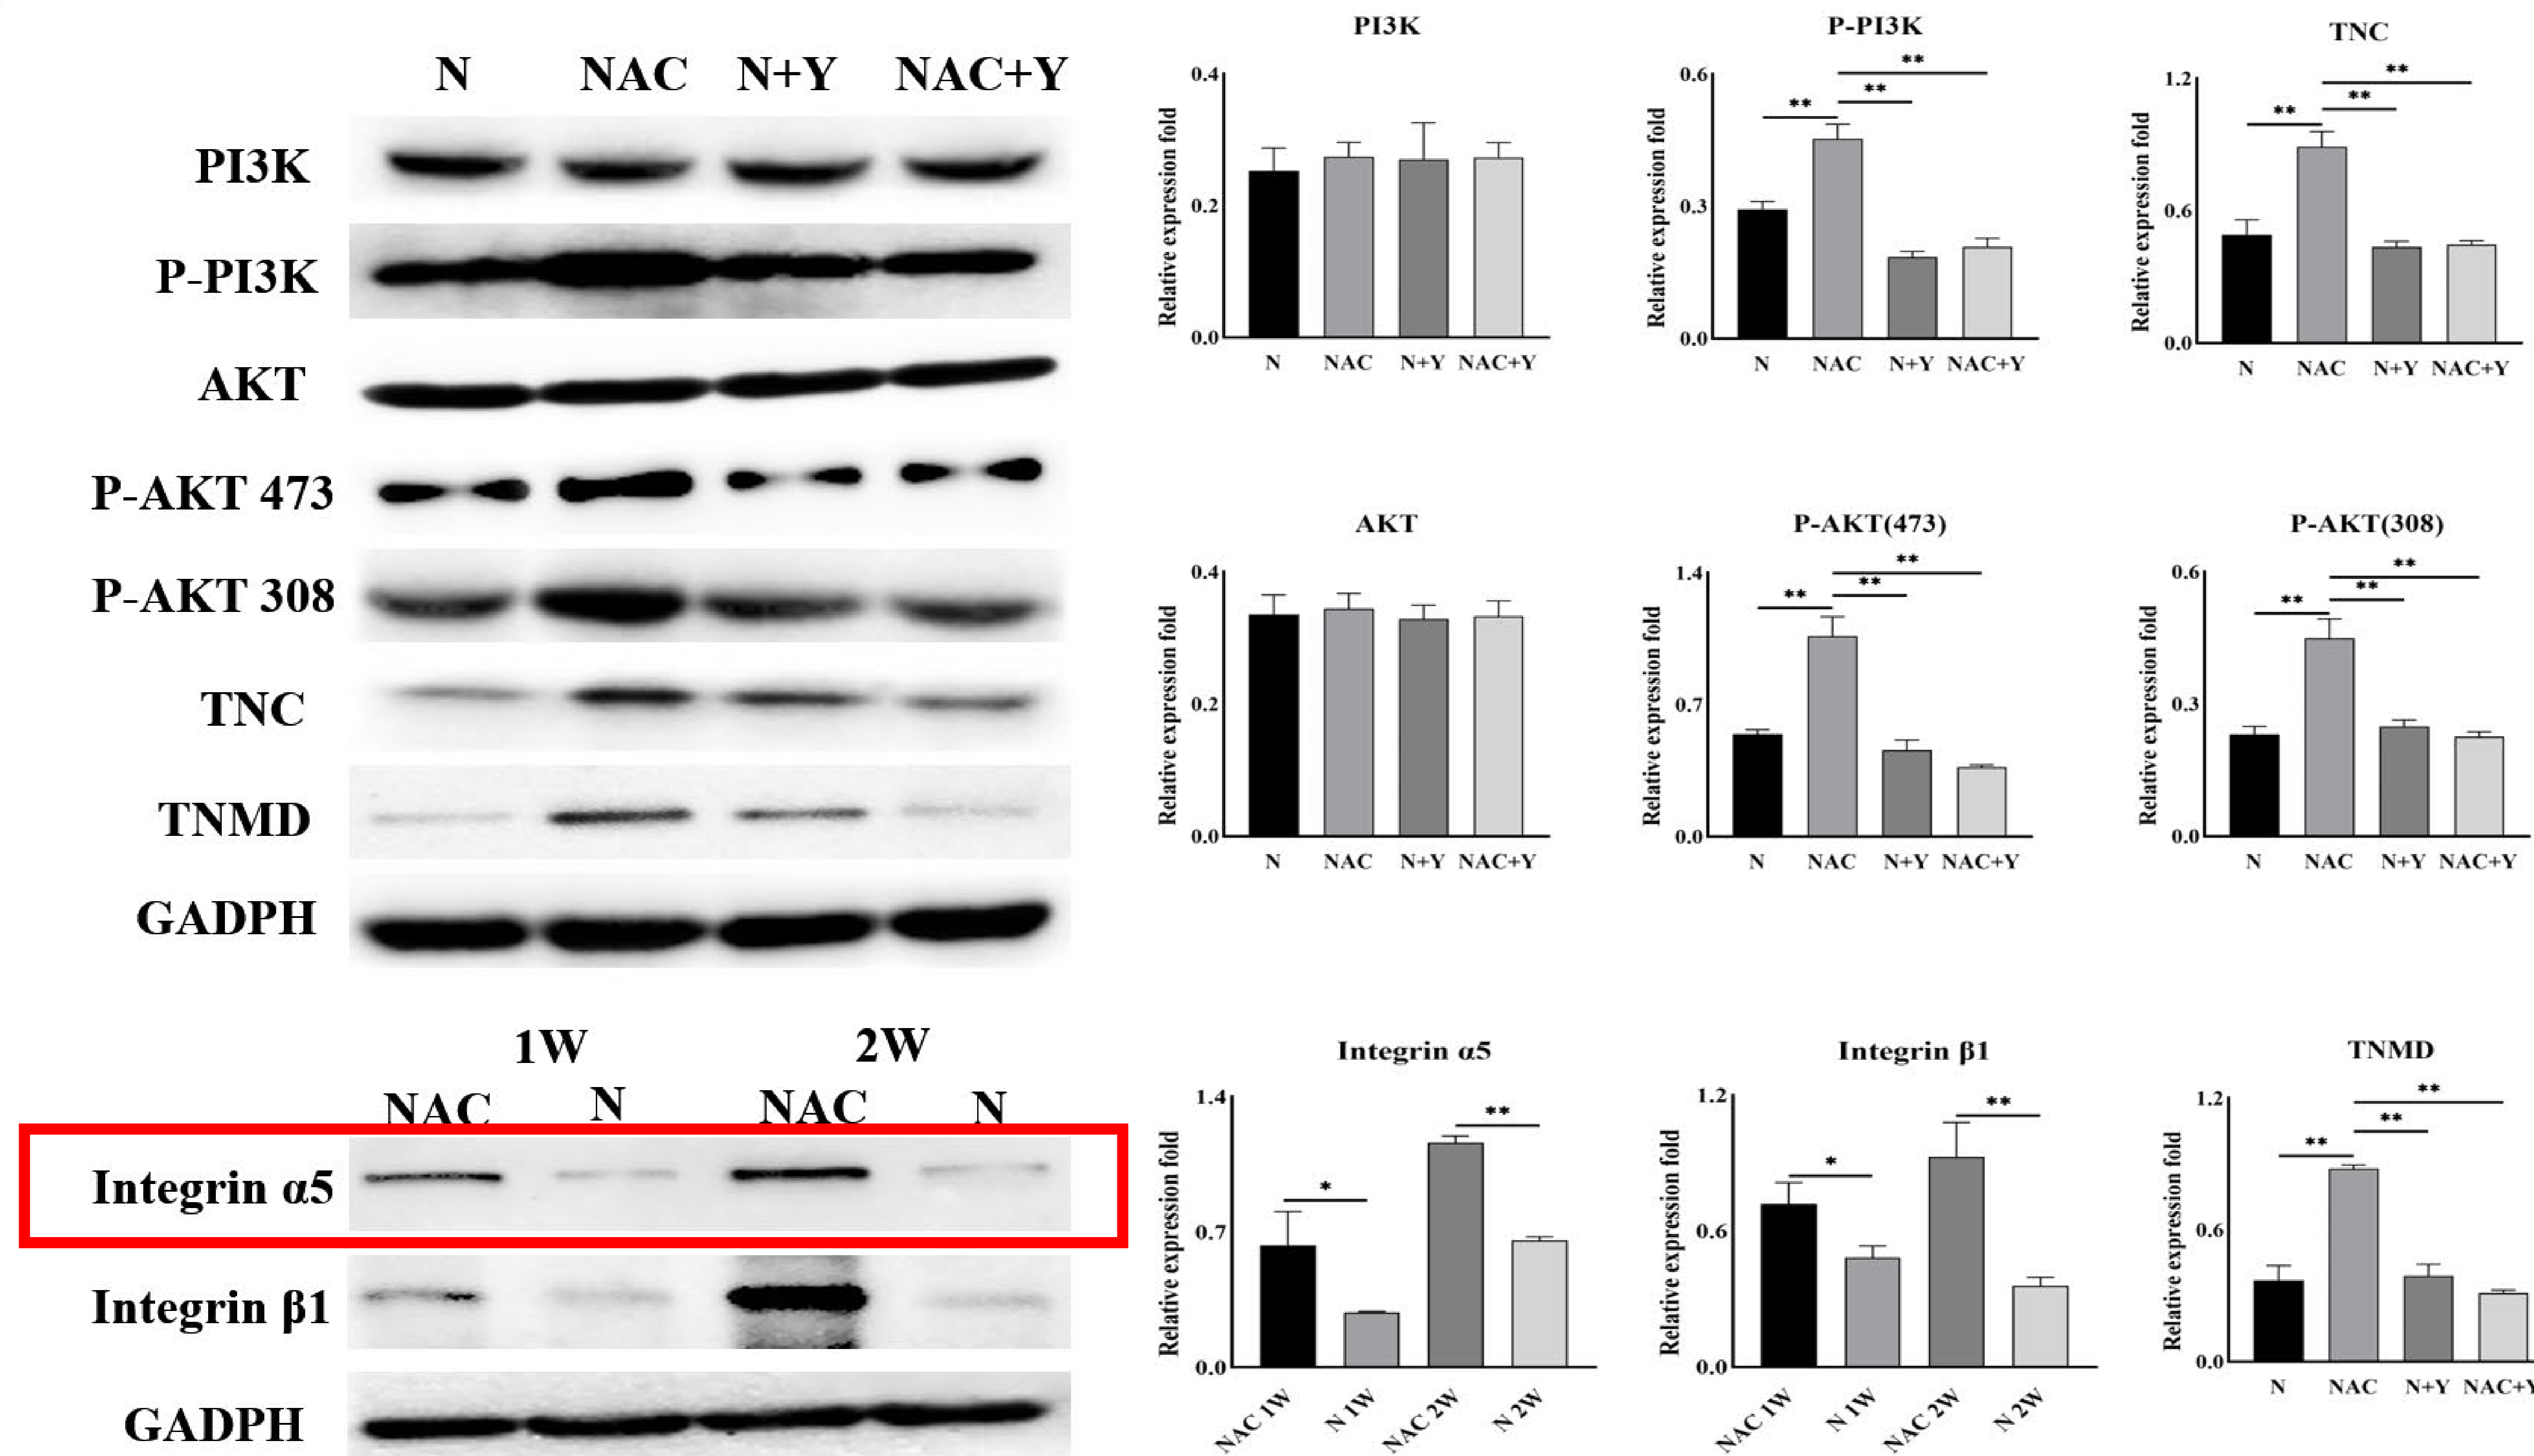 N NAC N+Y NAC+Y
PI3K
P-PI3K
AKT
P-AKT 473
P-AKT 308
TNC
TNMD
GADPH
1W 2W
NAC N NAC N
Integrin α5
Integrin β1
GADPH
PI3K
Relative expression fold
0.4
0.2
0.0
N NAC N+Y NAC+Y
P-PI3K
Relative expression fold
0.6
0.3
0.0
** ** **
N NAC N+Y NAC+Y
TNC
Relative expression fold
1.2
0.6
0.0
** ** **
N NAC N+Y NAC+Y
AKT
Relative expression fold
0.4
0.2
0.0
N NAC N+Y NAC+Y
P-AKT(473)
Relative expression fold
1.4
0.7
0.0
** ** **
N NAC N+Y NAC+Y
P-AKT(308)
Relative expression fold
0.6
0.3
0.0
** ** **
N NAC N+Y NAC+Y
Integrin α5
Relative expression fold
1.4
0.7
0.0
* **
NAC 1W N 1W NAC 2W N 2W
Integrin β1
Relative expression fold
1.2
0.6
0.0
* **
NAC 1W N 1W NAC 2W N 2W
TNMD
Relative expression fold
1.2
0.6
0.0
** ** **
N NAC N+Y NAC+Y